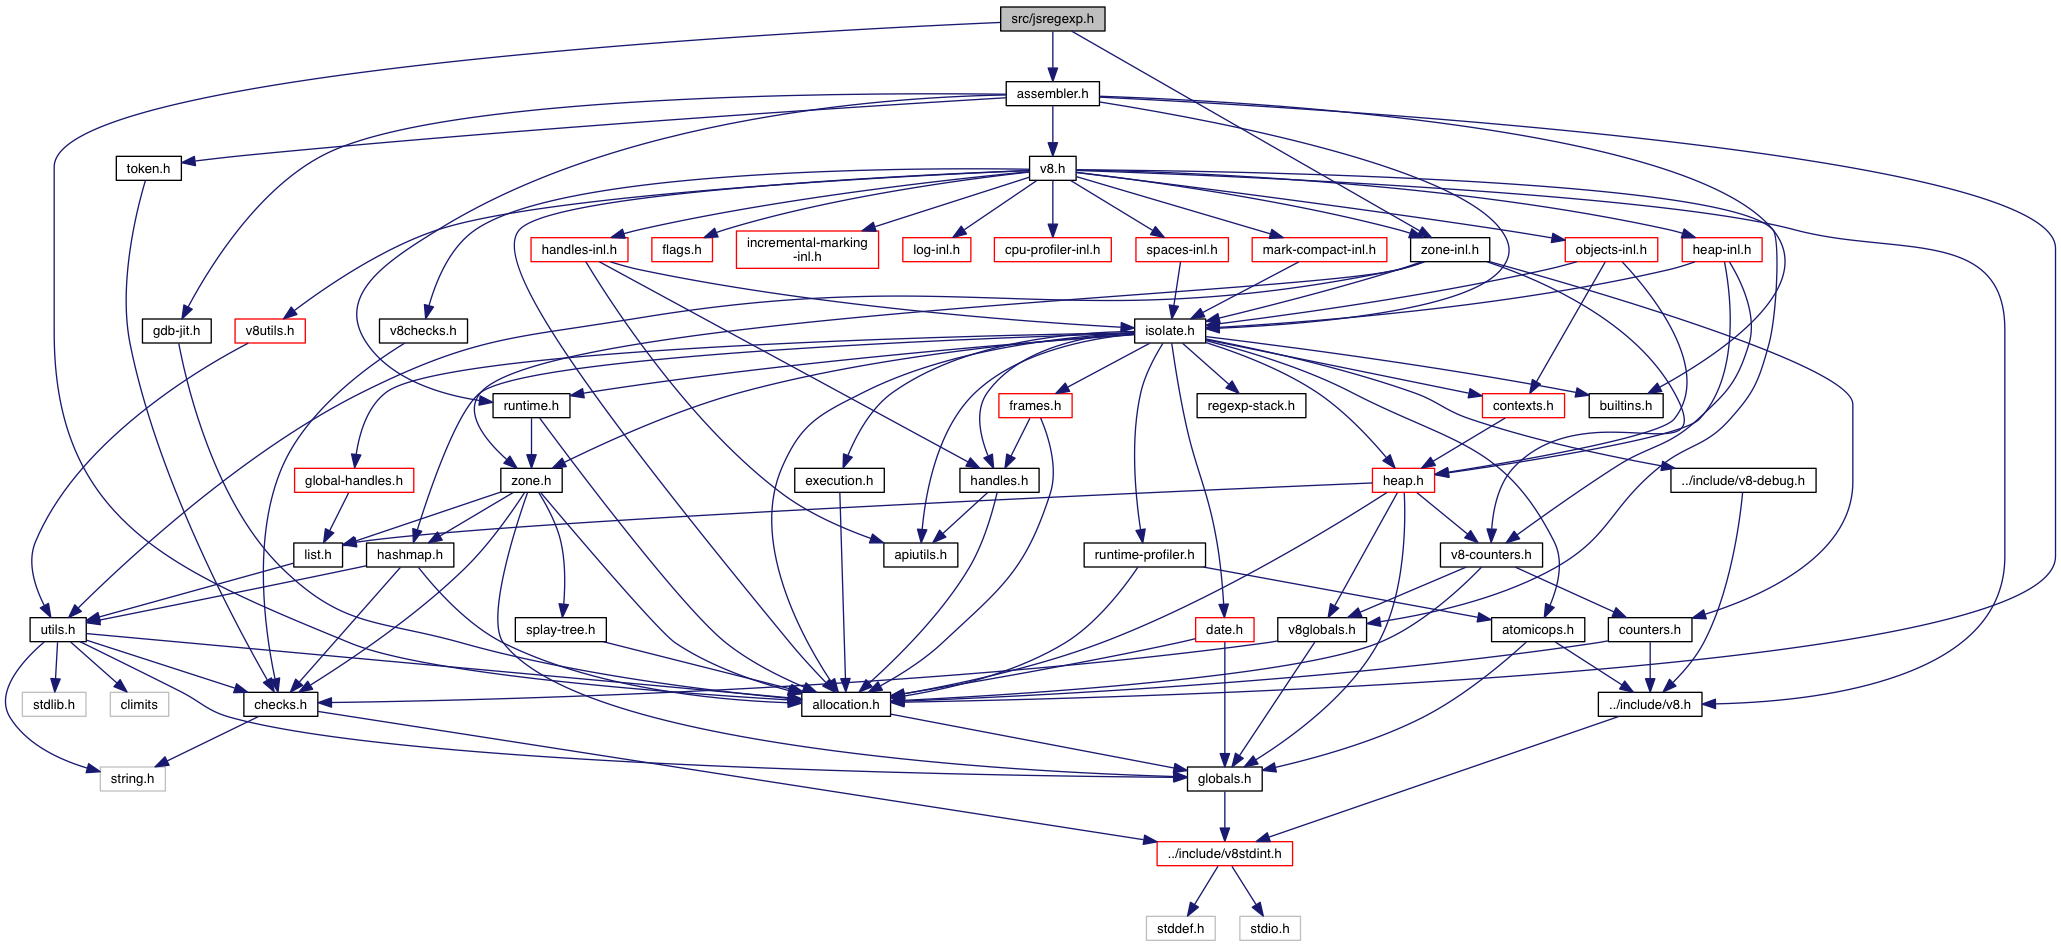 src/jsregexp.h
assembler.h
token.h
v8.h
handles-inl.h
flags.h
incremental-marking
-inl.h
log-inl.h
cpu-profiler-inl.h
spaces-inl.h
mark-compact-inl.h
zone-inl.h
objects-inl.h
heap-inl.h
gdb-jit.h
v8utils.h
v8checks.h
isolate.h
runtime.h
frames.h
regexp-stack.h
contexts.h
builtins.h
global-handles.h
zone.h
execution.h
handles.h
heap.h
../include/v8-debug.h
list.h
hashmap.h
apiutils.h
runtime-profiler.h
v8-counters.h
utils.h
splay-tree.h
date.h
v8globals.h
atomicops.h
counters.h
stdlib.h
climits
checks.h
allocation.h
../include/v8.h
string.h
globals.h
../include/v8stdint.h
stddef.h
stdio.h